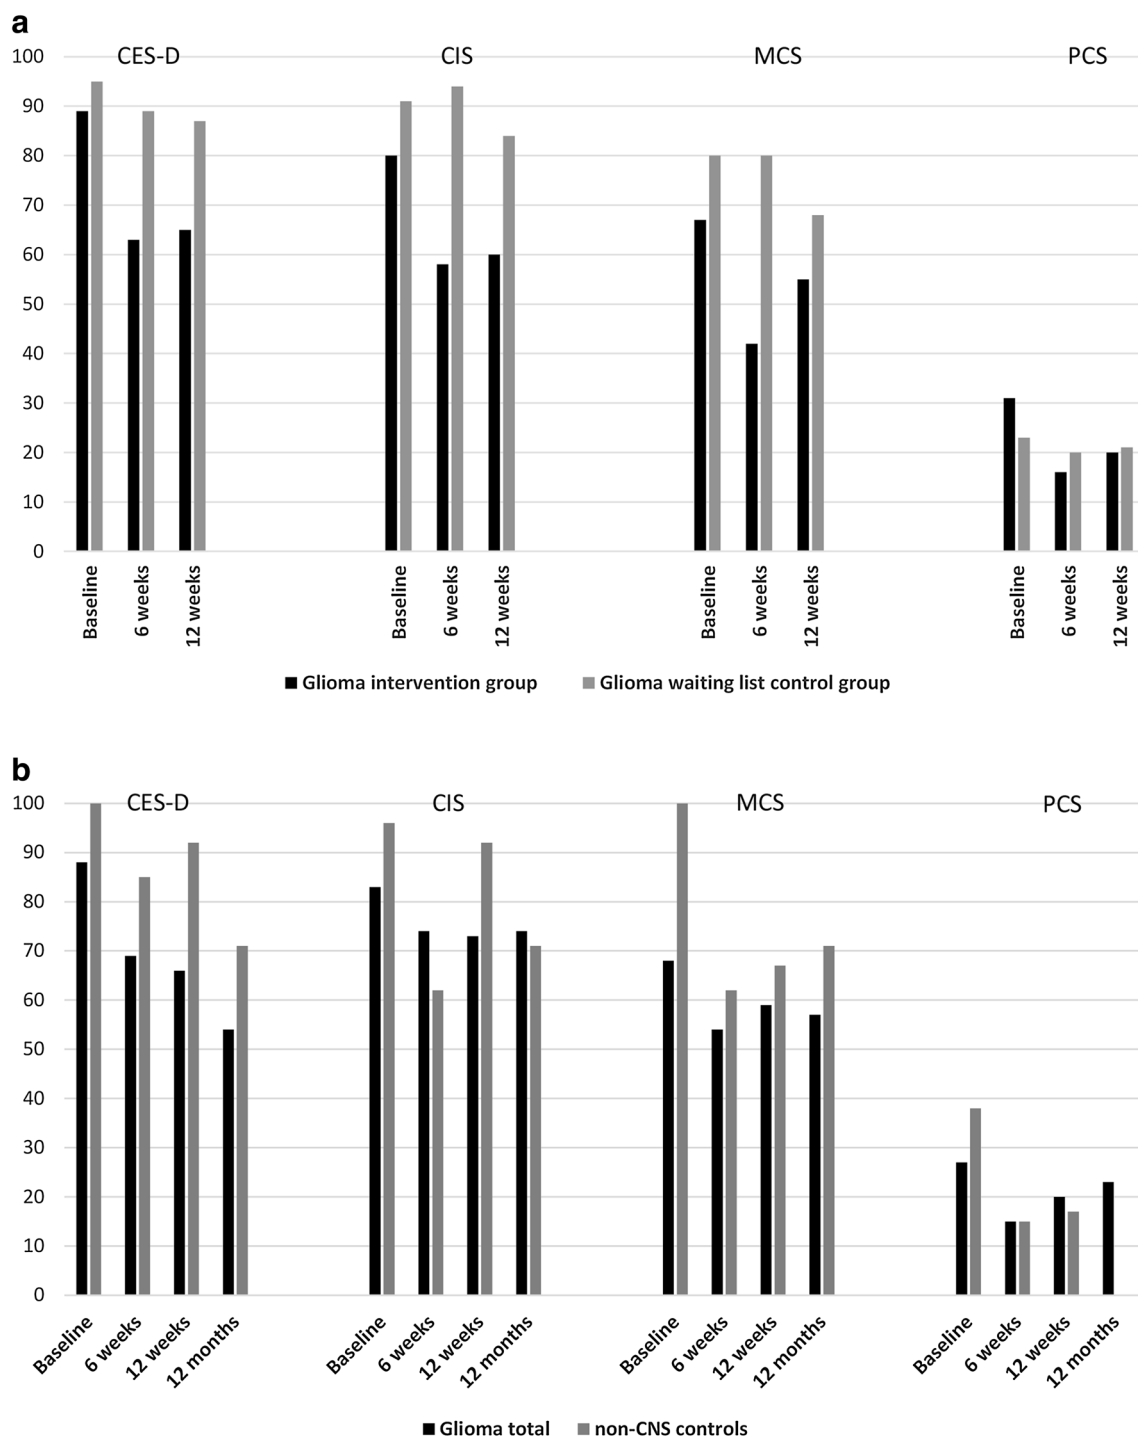 a
CES-D CIS MCS PCS
100
90
80
70
60
50
40
30
20
10
0
Baseline 6 weeks 12 weeks Baseline 6 weeks 12 weeks Baseline 6 weeks 12 weeks Baseline 6 weeks 12 weeks
Glioma intervention group Glioma waiting list control group
b
CES-D CIS MCS PCS
100
90
80
70
60
50
40
30
20
10
0
Baseline 6 weeks 12 weeks 12 months Baseline 6 weeks 12 weeks 12 months Baseline 6 weeks 12 weeks 12 months Baseline 6 weeks 12 weeks 12 months
Glioma total non-CNS controls